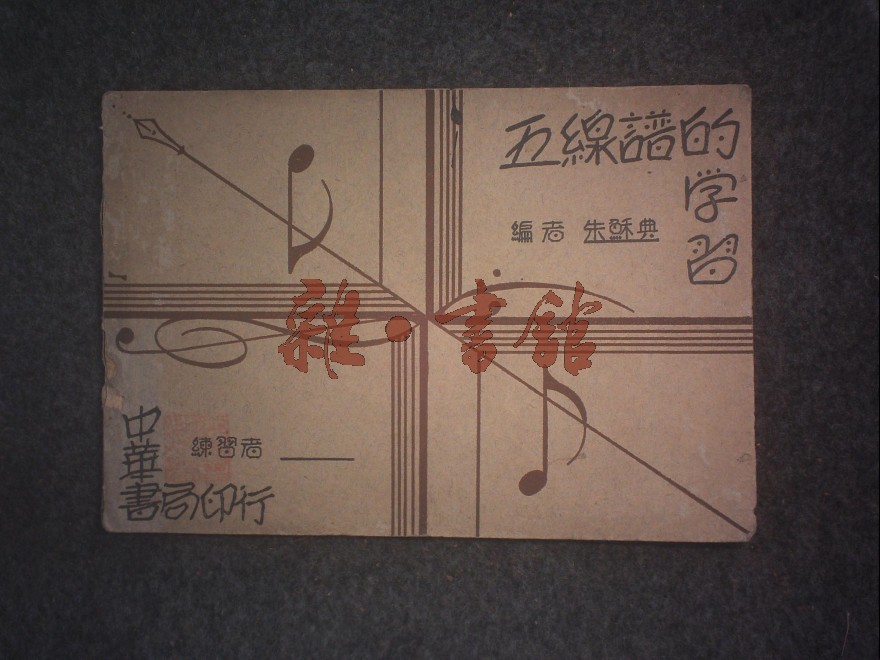 五線譜的
学習
編者 朱穌典
雜·書館
練習者
中華
書局印行